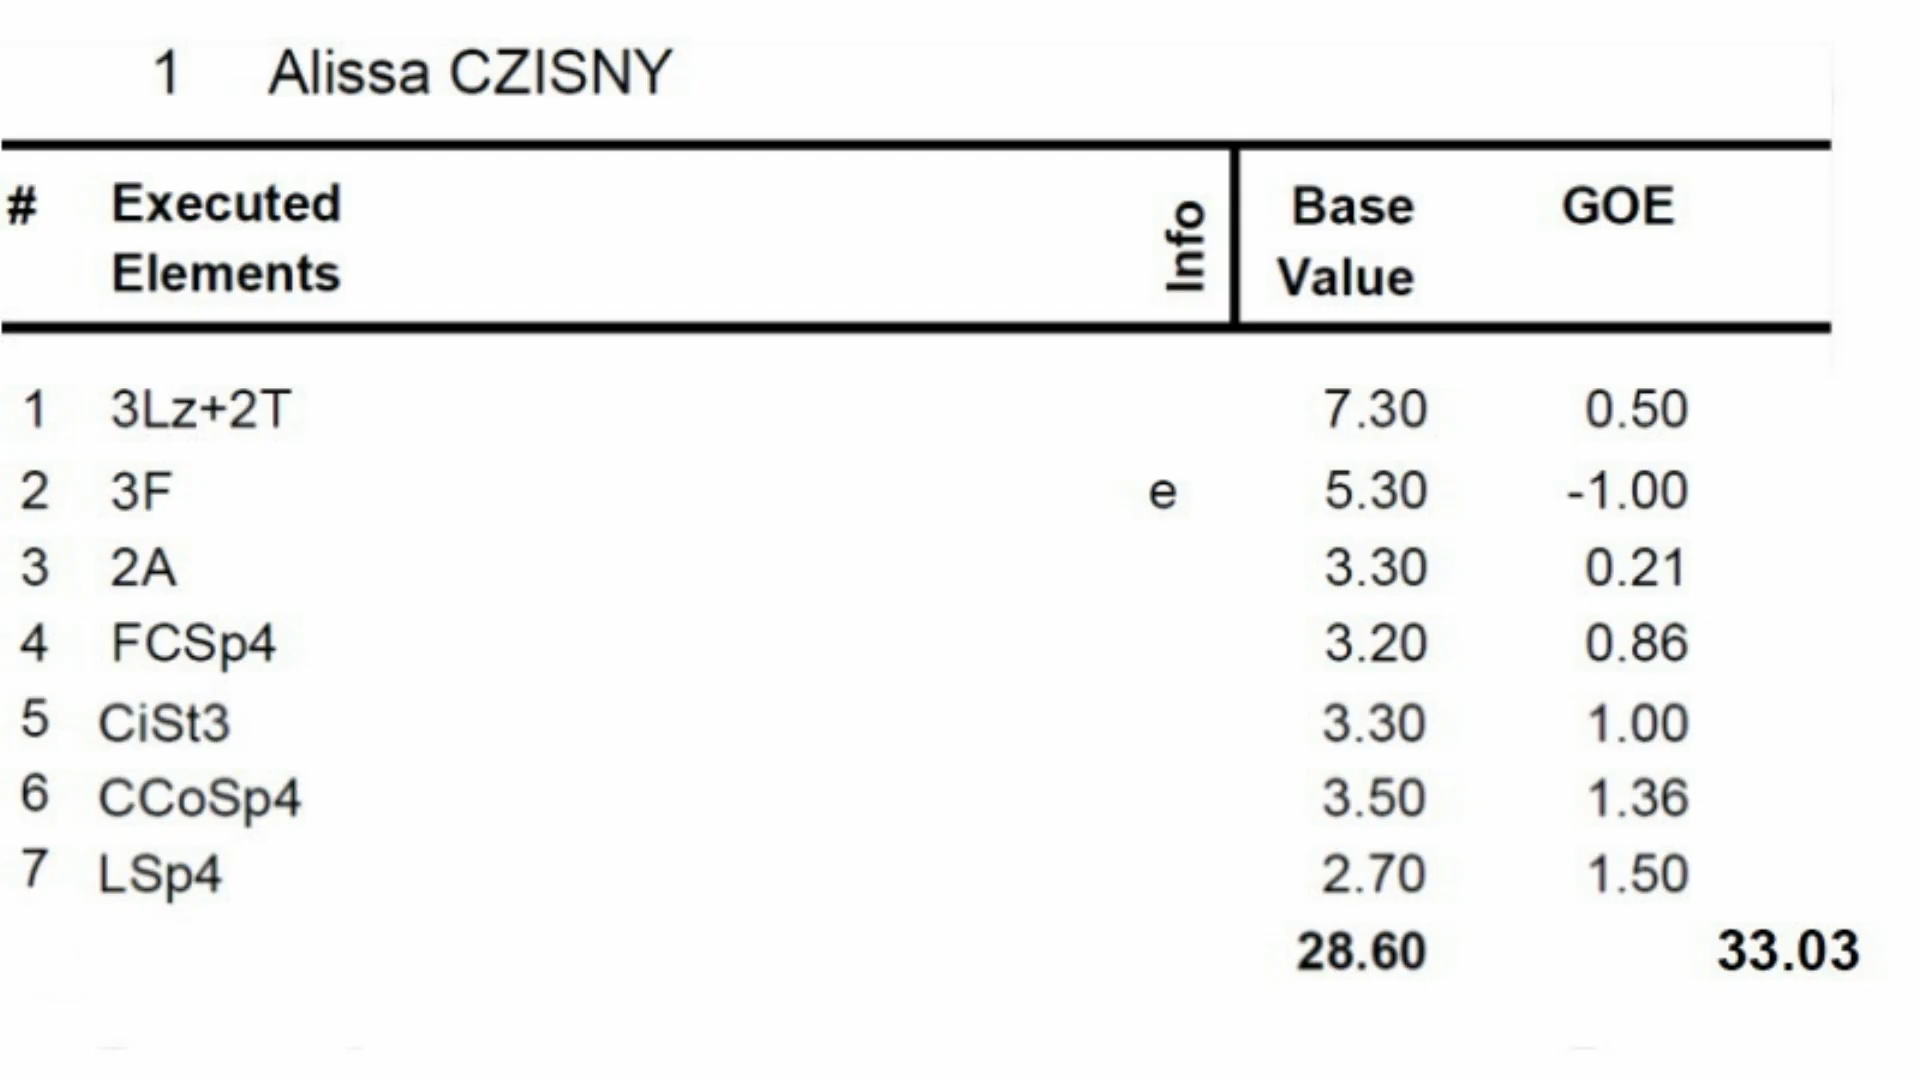 1 Alissa CZISNY
# Executed Elements Info Base Value GOE
1 3Lz+2T 7.30 0.50
2 3F e 5.30 -1.00
3 2A 3.30 0.21
4 FCSp4 3.20 0.86
5 CiSt3 3.30 1.00
6 CCoSp4 3.50 1.36
7 LSp4 2.70 1.50
28.60 33.03